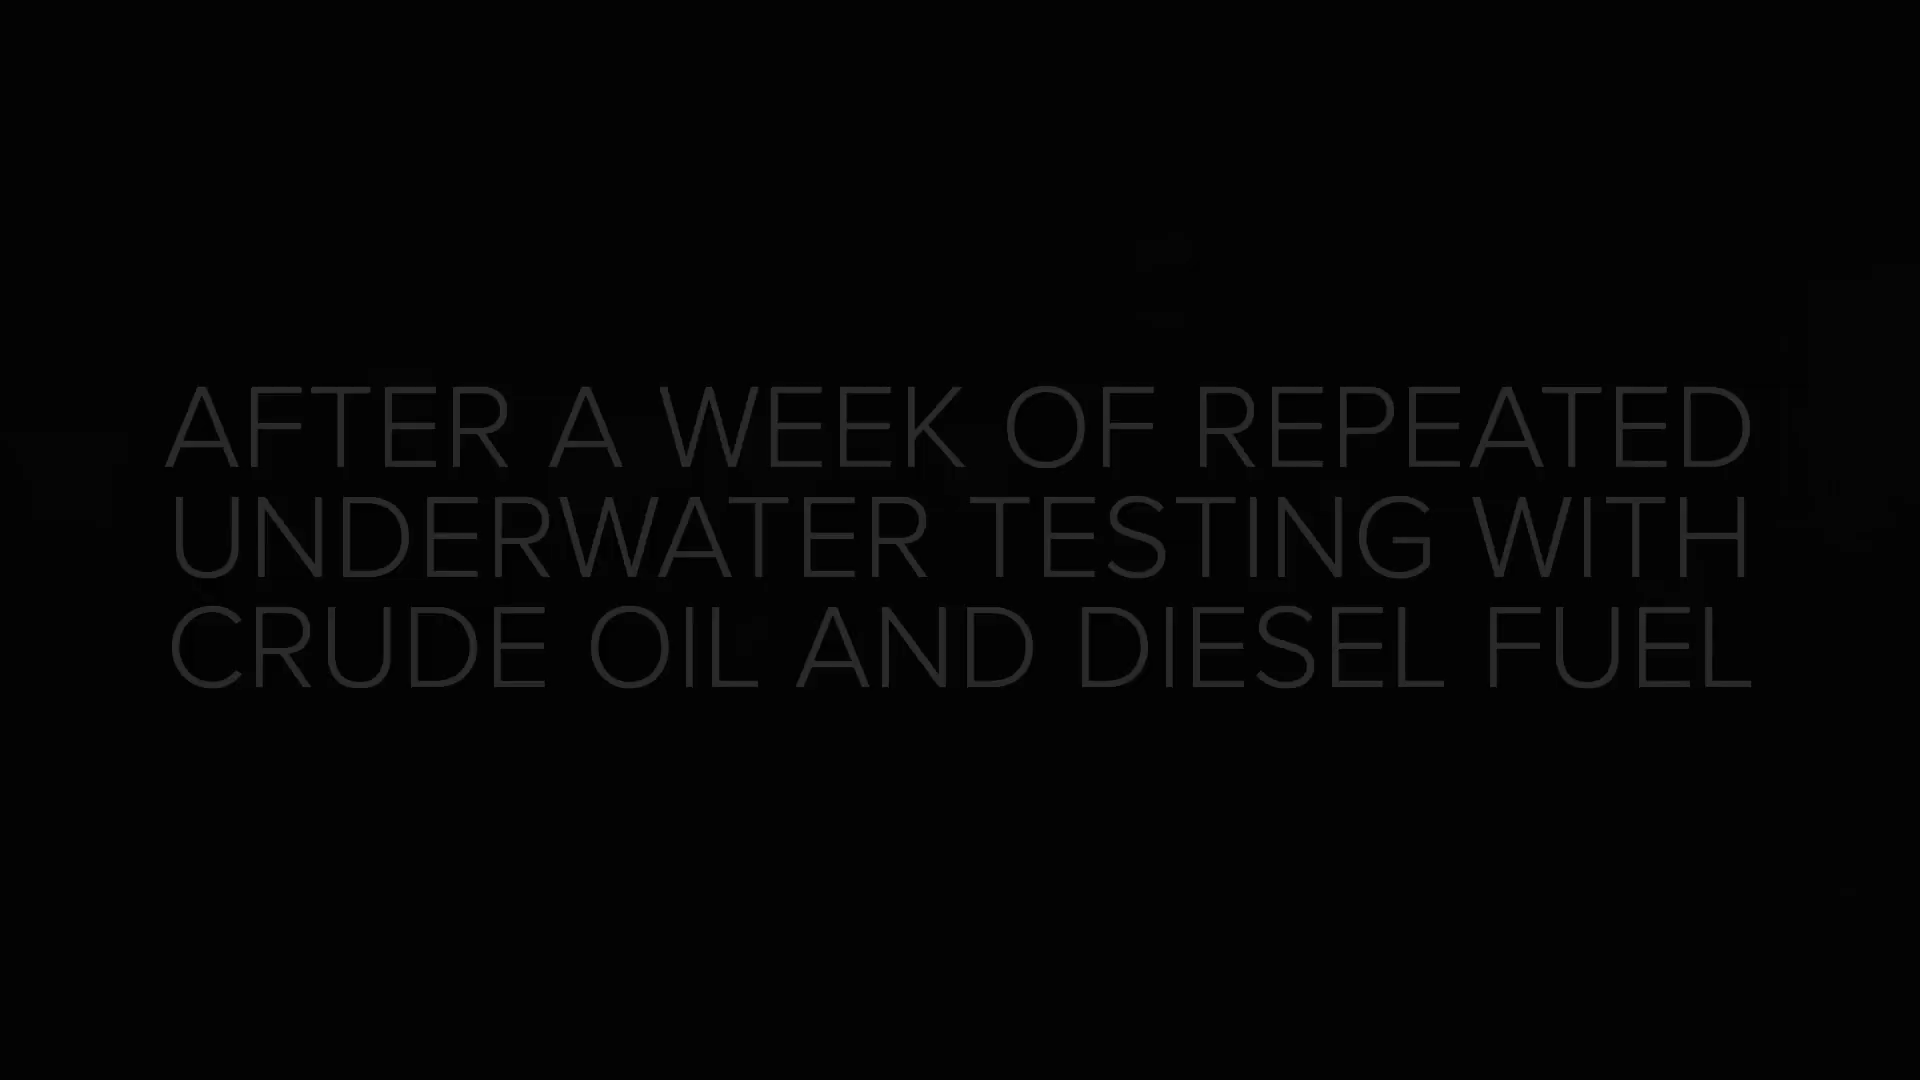 AFTER A WEEK OF REPEATED
UNDERWATER TESTING WITH
CRUDE OIL AND DIESEL FUEL